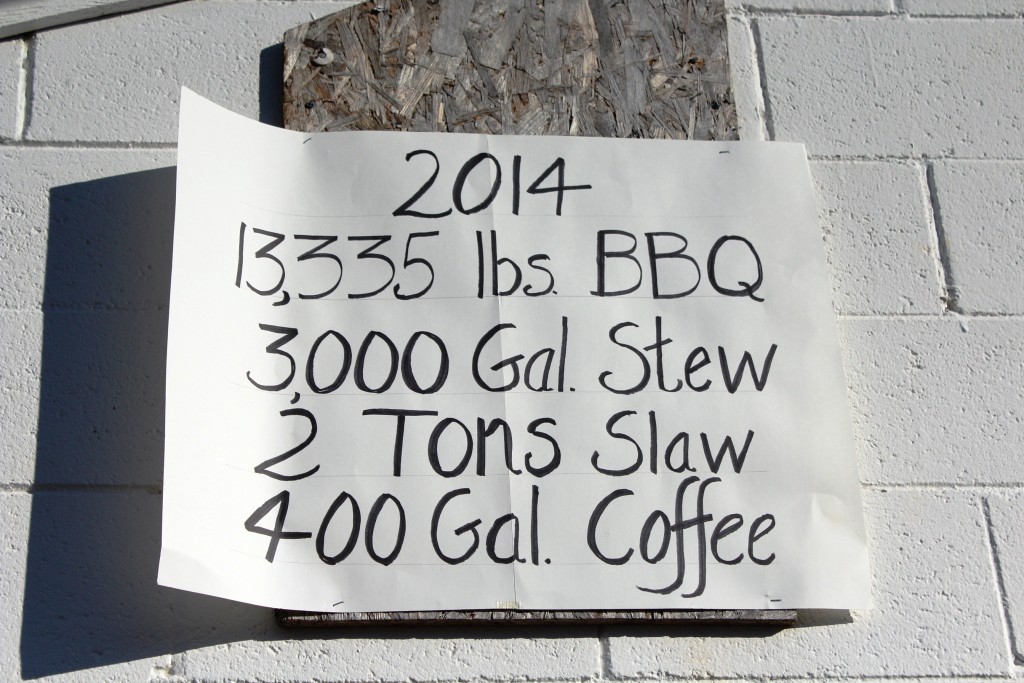 2014
13,335 lbs. BBQ
3,000 Gal. Stew
2 Tons Slaw
400 Gal. Coffee